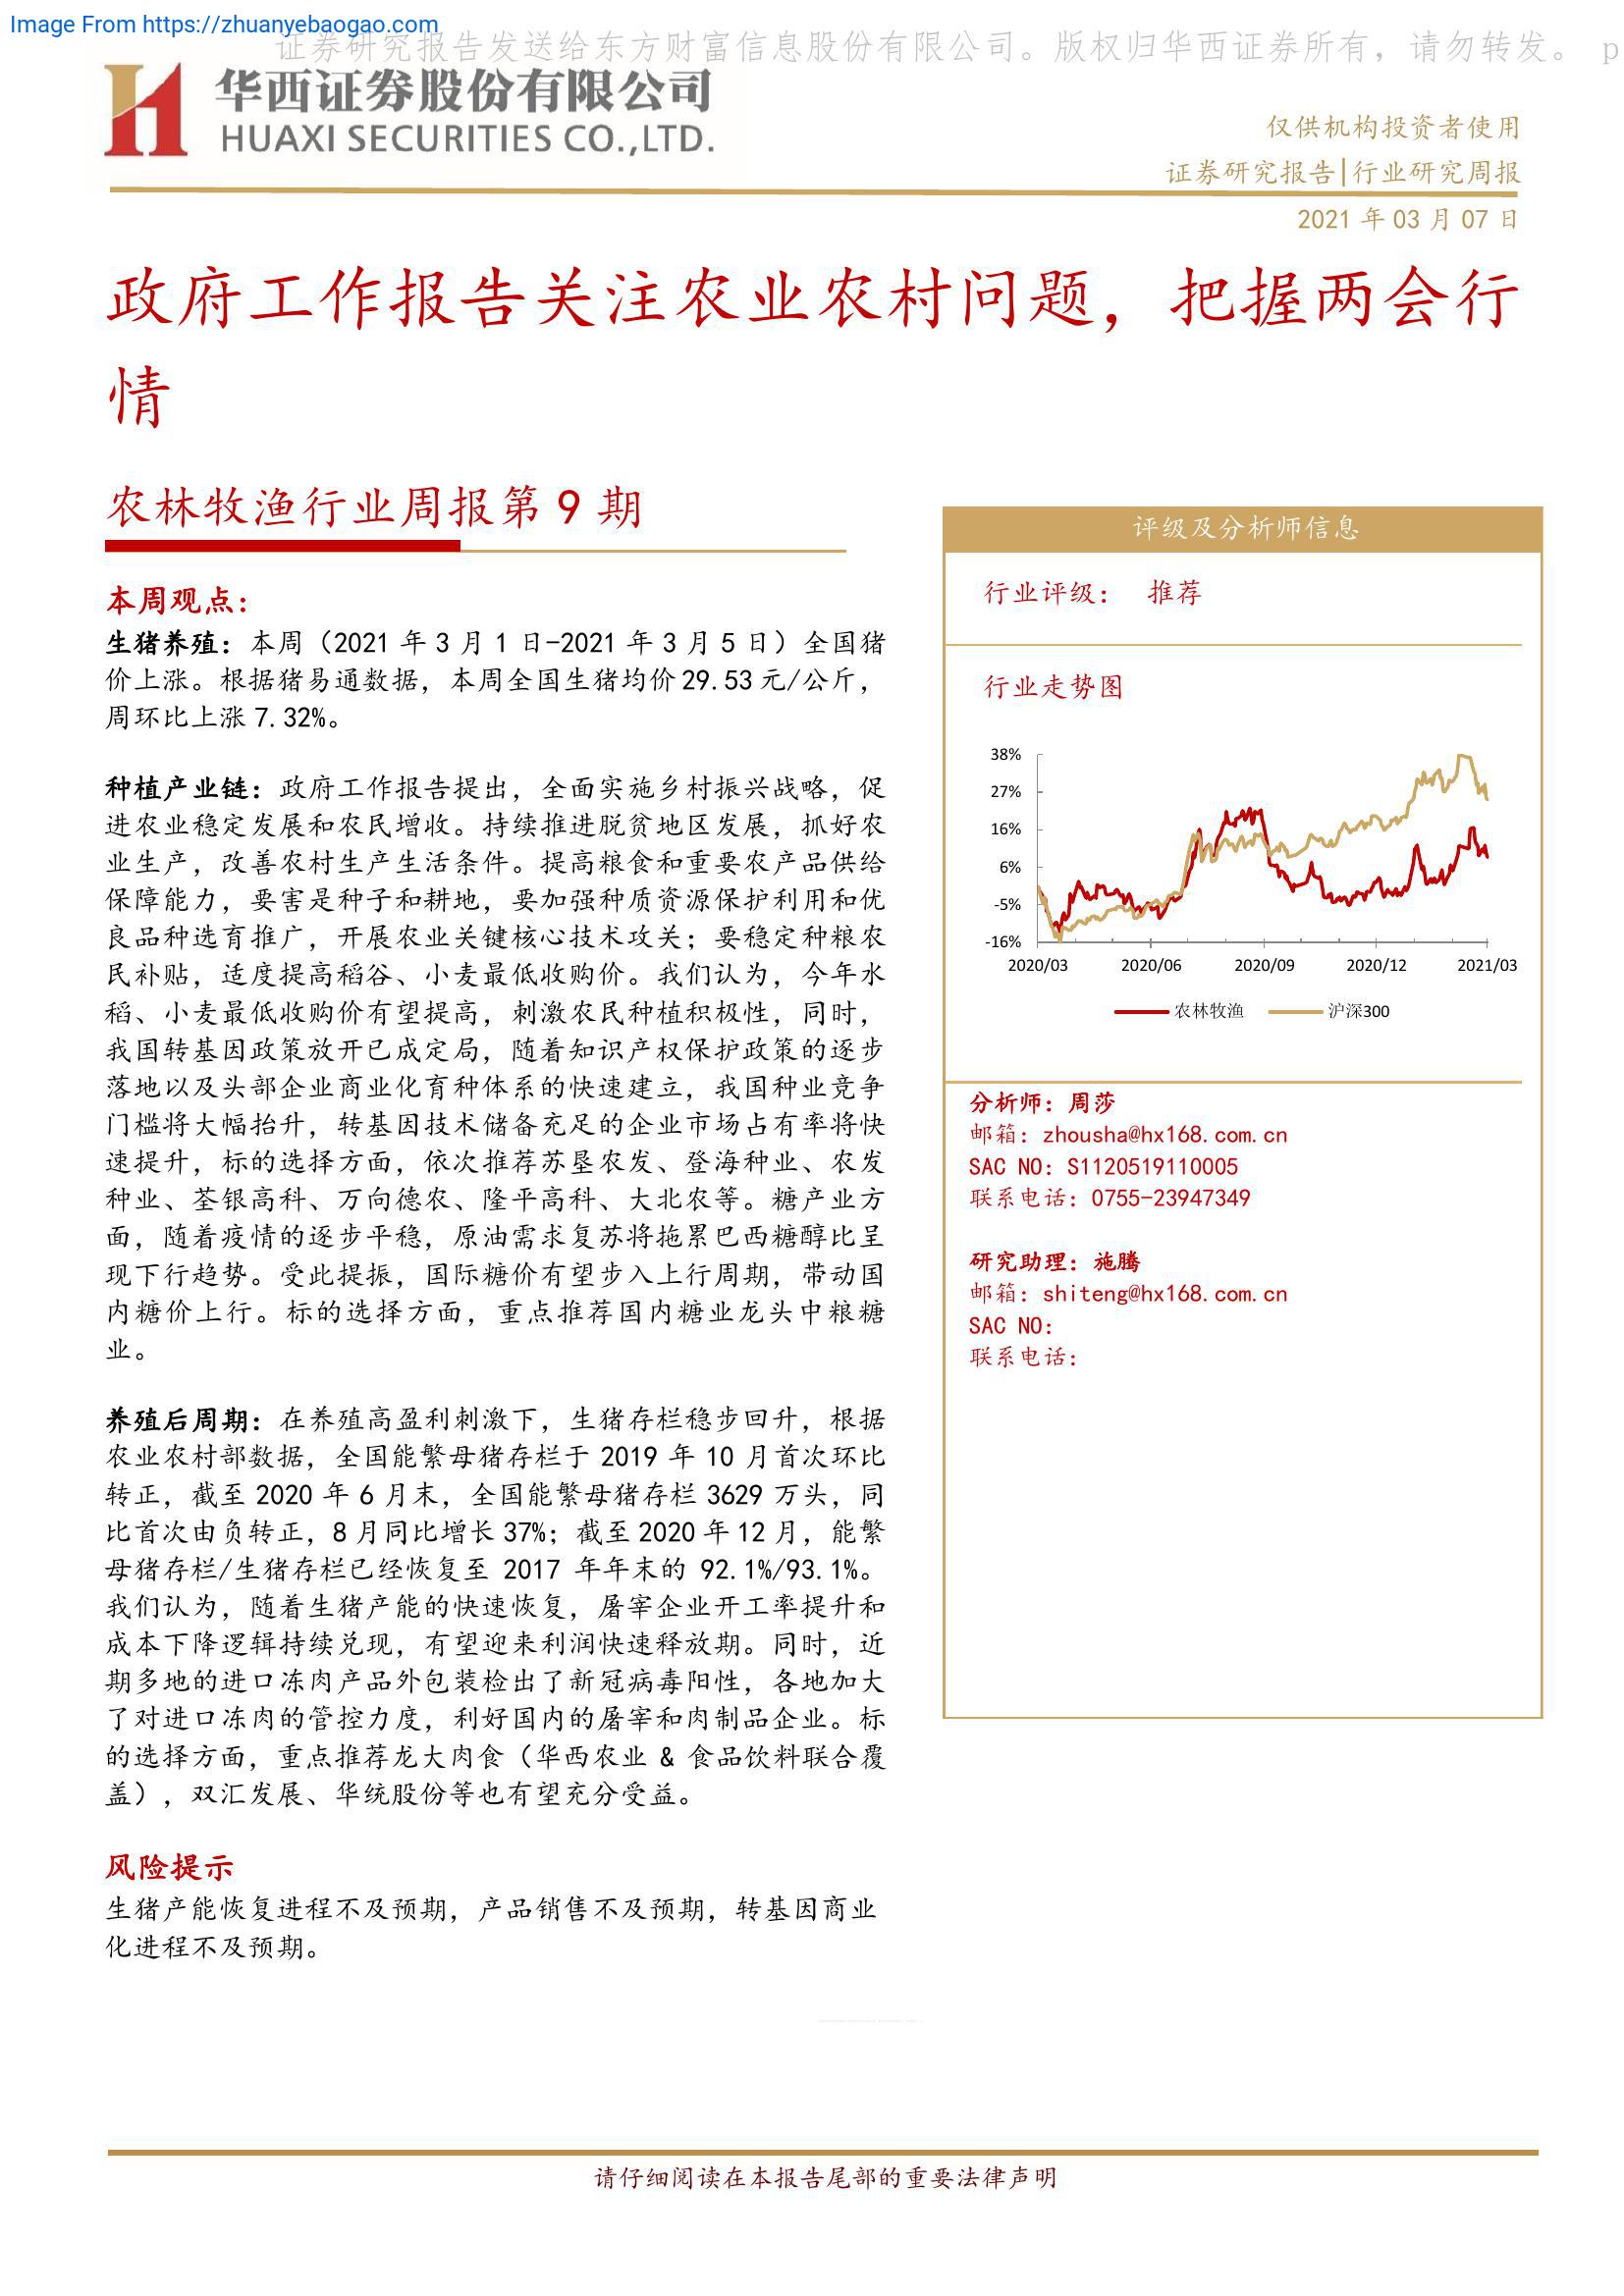 Image From https://zhuanyebaogao.com
证券研究报告发送给东方财富信息股份有限公司。版权归华西证券所有，请勿转发。 p
华西证券股份有限公司
HUAXI SECURITIES CO.,LTD.
仅供机构投资者使用
证券研究报告|行业研究周报
2021 年 03 月 07 日
政府工作报告关注农业农村问题，把握两会行
情
农林牧渔行业周报第 9 期
本周观点：
生猪养殖：本周（2021 年 3 月 1 日-2021 年 3 月 5 日）全国猪
价上涨。根据猪易通数据，本周全国生猪均价 29.53 元/公斤，
周环比上涨 7.32%。
种植产业链：政府工作报告提出，全面实施乡村振兴战略，促
进农业稳定发展和农民增收。持续推进脱贫地区发展，抓好农
业生产，改善农村生产生活条件。提高粮食和重要农产品供给
保障能力，要害是种子和耕地，要加强种质资源保护利用和优
良品种选育推广，开展农业关键核心技术攻关；要稳定种粮农
民补贴，适度提高稻谷、小麦最低收购价。我们认为，今年水
稻、小麦最低收购价有望提高，刺激农民种植积极性，同时，
我国转基因政策放开已成定局，随着知识产权保护政策的逐步
落地以及头部企业商业化育种体系的快速建立，我国种业竞争
门槛将大幅抬升，转基因技术储备充足的企业市场占有率将快
速提升，标的选择方面，依次推荐苏垦农发、登海种业、农发
种业、荃银高科、万向德农、隆平高科、大北农等。糖产业方
面，随着疫情的逐步平稳，原油需求复苏将拖累巴西糖醇比呈
现下行趋势。受此提振，国际糖价有望步入上行周期，带动国
内糖价上行。标的选择方面，重点推荐国内糖业龙头中粮糖
业。
养殖后周期：在养殖高盈利刺激下，生猪存栏稳步回升，根据
农业农村部数据，全国能繁母猪存栏于 2019 年 10 月首次环比
转正，截至 2020 年 6 月末，全国能繁母猪存栏 3629 万头，同
比首次由负转正，8 月同比增长 37%；截至 2020 年 12 月，能繁
母猪存栏/生猪存栏已经恢复至 2017 年年末的 92.1%/93.1%。
我们认为，随着生猪产能的快速恢复，屠宰企业开工率提升和
成本下降逻辑持续兑现，有望迎来利润快速释放期。同时，近
期多地的进口冻肉产品外包装检出了新冠病毒阳性，各地加大
了对进口冻肉的管控力度，利好国内的屠宰和肉制品企业。标
的选择方面，重点推荐龙大肉食（华西农业 & 食品饮料联合覆
盖），双汇发展、华统股份等也有望充分受益。
风险提示
生猪产能恢复进程不及预期，产品销售不及预期，转基因商业
化进程不及预期。
评级及分析师信息
行业评级： 推荐
行业走势图
38%
27%
16%
6%
-5%
-16%
2020/03 2020/06 2020/09 2020/12 2021/03
农林牧渔 沪深300
分析师：周莎
邮箱：zhousha@hx168.com.cn
SAC NO：S1120519110005
联系电话：0755-23947349
研究助理：施腾
邮箱：shiteng@hx168.com.cn
SAC NO：
联系电话：
请仔细阅读在本报告尾部的重要法律声明